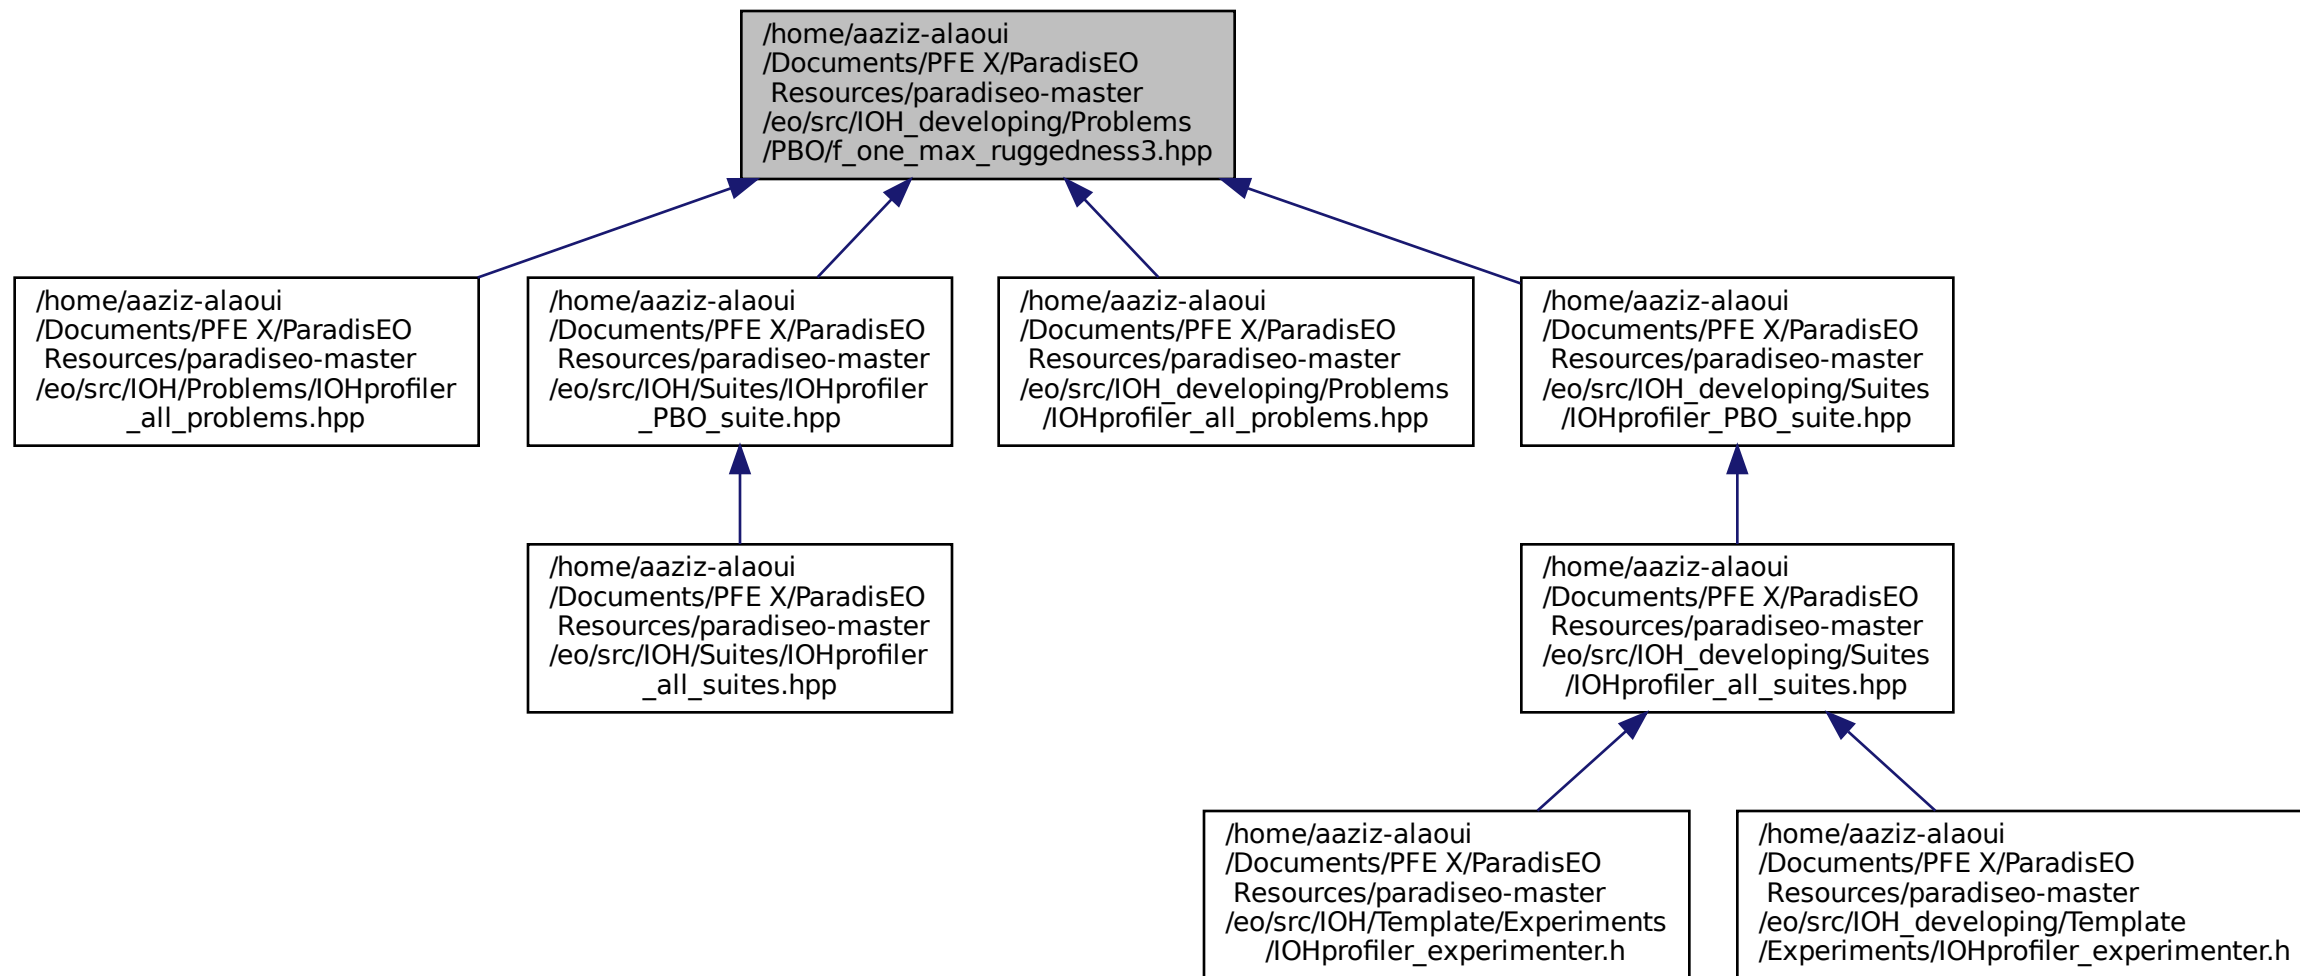 /home/aaziz-alaoui
/Documents/PFE X/ParadisEO
Resources/paradiseo-master
/eo/src/IOH_developing/Problems
/PBO/f_one_max_ruggedness3.hpp
/home/aaziz-alaoui
/Documents/PFE X/ParadisEO
Resources/paradiseo-master
/eo/src/IOH/Problems/IOHprofiler
_all_problems.hpp
/home/aaziz-alaoui
/Documents/PFE X/ParadisEO
Resources/paradiseo-master
/eo/src/IOH/Suites/IOHprofiler
_PBO_suite.hpp
/home/aaziz-alaoui
/Documents/PFE X/ParadisEO
Resources/paradiseo-master
/eo/src/IOH_developing/Problems
/IOHprofiler_all_problems.hpp
/home/aaziz-alaoui
/Documents/PFE X/ParadisEO
Resources/paradiseo-master
/eo/src/IOH_developing/Suites
/IOHprofiler_PBO_suite.hpp
/home/aaziz-alaoui
/Documents/PFE X/ParadisEO
Resources/paradiseo-master
/eo/src/IOH/Suites/IOHprofiler
_all_suites.hpp
/home/aaziz-alaoui
/Documents/PFE X/ParadisEO
Resources/paradiseo-master
/eo/src/IOH_developing/Suites
/IOHprofiler_all_suites.hpp
/home/aaziz-alaoui
/Documents/PFE X/ParadisEO
Resources/paradiseo-master
/eo/src/IOH/Template/Experiments
/IOHprofiler_experimenter.h
/home/aaziz-alaoui
/Documents/PFE X/ParadisEO
Resources/paradiseo-master
/eo/src/IOH_developing/Template
/Experiments/IOHprofiler_experimenter.h